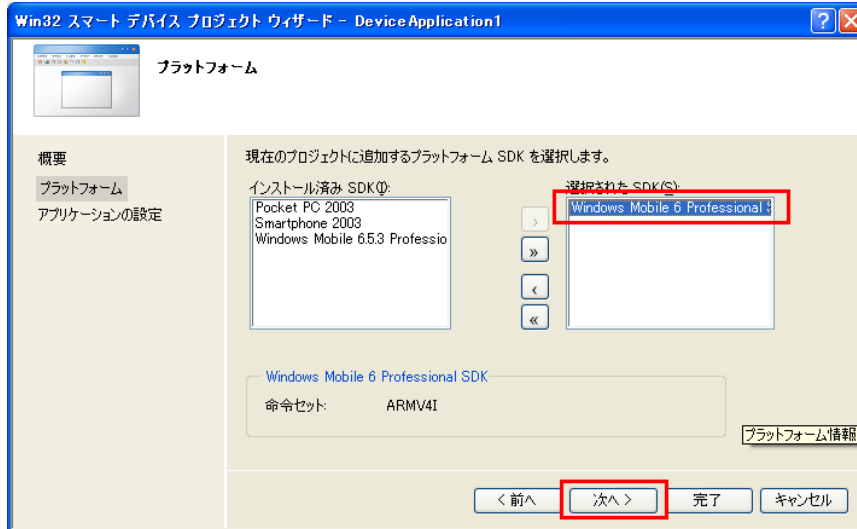 Win32 スマート デバイス プロジェクト ウィザード - DeviceApplication1
プラットフォーム
概要
プラットフォーム
アプリケーションの設定
現在のプロジェクトに追加するプラットフォーム SDK を選択します。
インストール済み SDK(I):
Pocket PC 2003
Smartphone 2003
Windows Mobile 6.5.3 Professio
選択された SDK(S):
Windows Mobile 6 Professional S
Windows Mobile 6 Professional SDK
命令セット: ARMV4I
プラットフォーム情報
< 前へ
次へ >
完了
キャンセル